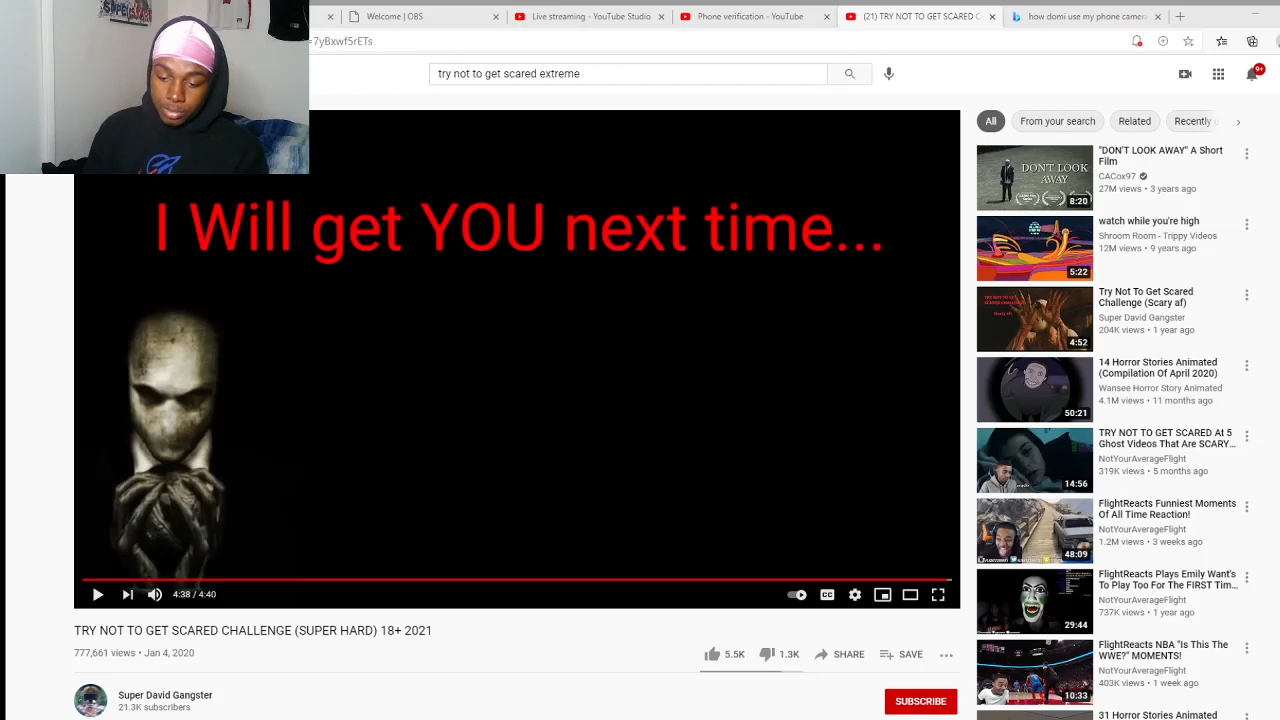 Welcome | OBS
Live streaming - YouTube Studio
Phone verification - YouTube
(21) TRY NOT TO GET SCARED C
how domi use my phone camer
=7yBxwf5rETs
try not to get scared exteme
9+
SUPER
I Will get YOU next time...
4:38 / 4:40
CC
TRY NOT TO GET SCARED CHALLENGE (SUPER HARD) 18+ 2021
777,661 views • Jan 4, 2020
5.5K
1.3K
SHARE
SAVE
Super David Gangster
21.3K subscribers
SUBSCRIBE
All
From your search
Related
Recently
DON'T LOOK
AWAY
8:20
"DON'T LOOK AWAY" A Short
Film
CACox97
27M views • 3 years ago
5:22
watch while you're high
Shroom Room - Trippy Videos
12M views • 9 years ago
4:52
Try Not To Get Scared
Challenge (Scary af)
Super David Gangster
204K views • 1 year ago
50:21
14 Horror Stories Animated
(Compilation Of April 2020)
Wansee Horror Story Animated
4.1M views • 11 months ago
14:56
TRY NOT TO GET SCARED At 5
Ghost Videos That Are SCARY...
NotYourAverageFlight
319K views • 5 months ago
48:09
FlightReacts Funniest Moments
Of All Time Reaction!
NotYourAverageFlight
1.2M views • 3 weeks ago
29:44
FlightReacts Plays Emily Want's
To Play Too For The FIRST Tim...
NotYourAverageFlight
737K views • 1 year ago
10:33
FlightReacts NBA "Is This The
WWE?" MOMENTS!
NotYourAverageFlight
403K views • 1 week ago
31 Horror Stories Animated